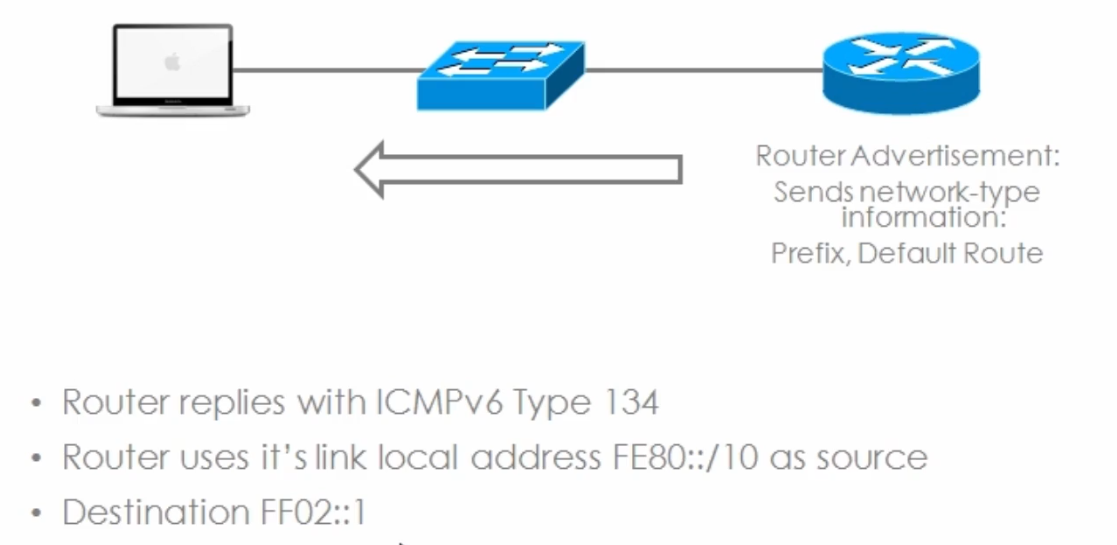 Router Advertisement:
Sends network-type
information:
Prefix, Default Route
• Router replies with ICMPv6 Type 134
• Router uses it's link local address FE80::/10 as source
• Destination FF02::1